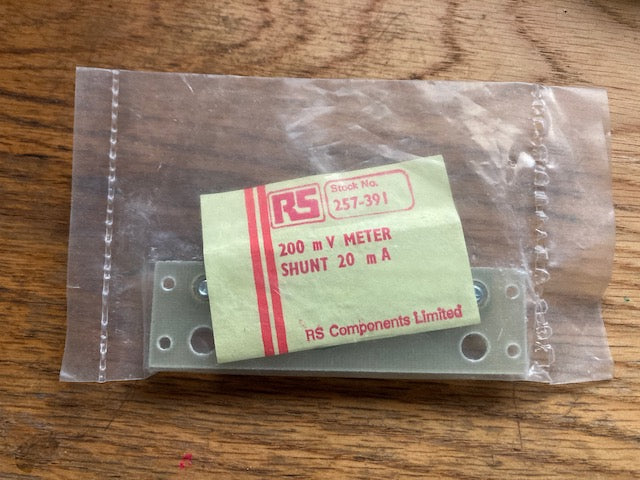 RS
Stock No.
257-391
200 mV METER
SHUNT 20 mA
RS Components Limited